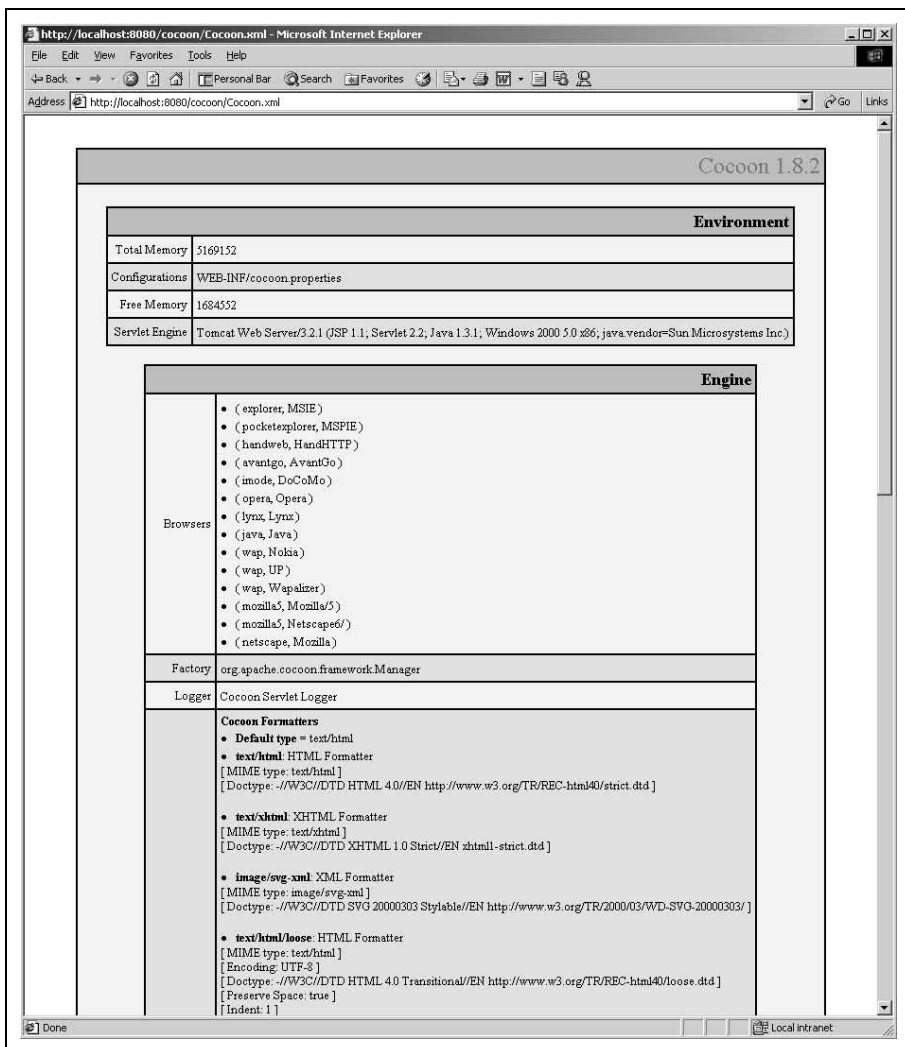 http://localhost:8080/cocoon/Cocoon.xml - Microsoft Internet Explorer
File Edit View Favorites Tools Help
Back Personal Bar Search Favorites
Address http://localhost:8080/cocoon/Cocoon.xml Go Links
Cocoon 1.8.2
Environment
Total Memory 5169152
Configurations WEB-INF/cocoon.properties
Free Memory 1684552
Servlet Engine Tomcat Web Server/3.2.1 (JSP 1.1; Servlet 2.2; Java 1.3.1; Windows 2000 5.0 x86; java.vendor=Sun Microsystems Inc.)
Engine
Browsers
• ( explorer, MSIE )
• ( pocketexplorer, MSPIE )
• ( handweb, HandHTTP )
• ( avantgo, AvantGo )
• ( imode, DoCoMo )
• ( opera, Opera )
• ( lynx, Lynx )
• ( java, Java )
• ( wap, Nokia )
• ( wap, UP )
• ( wap, Wapalizer )
• ( mozilla5, Mozilla/5 )
• ( mozilla5, Netscape6/ )
• ( netscape, Mozilla )
Factory org.apache.cocoon.framework.Manager
Logger Cocoon Servlet Logger
Cocoon Formatters
• Default type = text/html
• text/html: HTML Formatter
[ MIME type: text/html ]
[ Doctype: -//W3C//DTD HTML 4.0//EN http://www.w3.org/TR/REC-html40/strict.dtd ]
• text/xhtml: XHTML Formatter
[ MIME type: text/xhtml ]
[ Doctype: -//W3C//DTD XHTML 1.0 Strict//EN xhtml1-strict.dtd ]
• image/svg-xml: XML Formatter
[ MIME type: image/svg-xml ]
[ Doctype: -//W3C//DTD SVG 20000303 Stylable//EN http://www.w3.org/TR/2000/03/WD-SVG-20000303/ ]
• text/html/loose: HTML Formatter
[ MIME type: text/html ]
[ Encoding: UTF-8 ]
[ Doctype: -//W3C//DTD HTML 4.0 Transitional//EN http://www.w3.org/TR/REC-html40/loose.dtd ]
[ Preserve Space: true ]
[ Indent: 1 ]
Done Local intranet